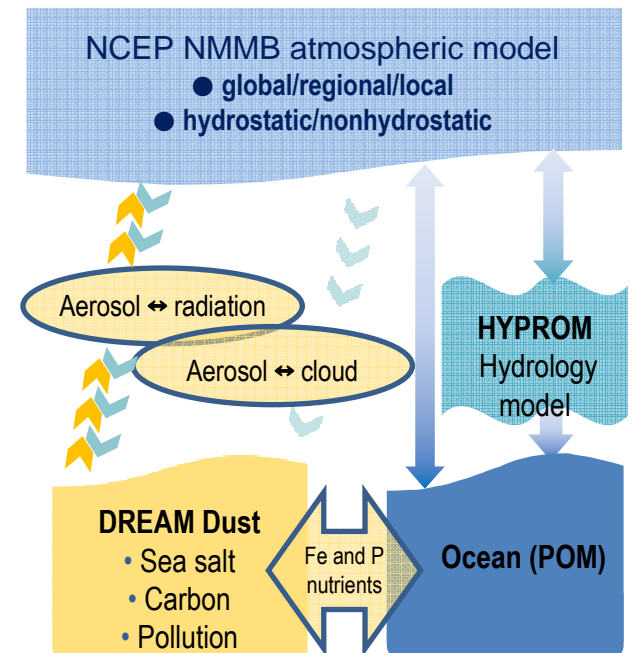 NCEP NMMB atmospheric model
● global/regional/local
● hydrostatic/nonhydrostatic
Aerosol ↔ radiation
Aerosol ↔ cloud
HYPROM
Hydrology
model
DREAM Dust
• Sea salt
• Carbon
• Pollution
Fe and P
nutrients
Ocean (POM)